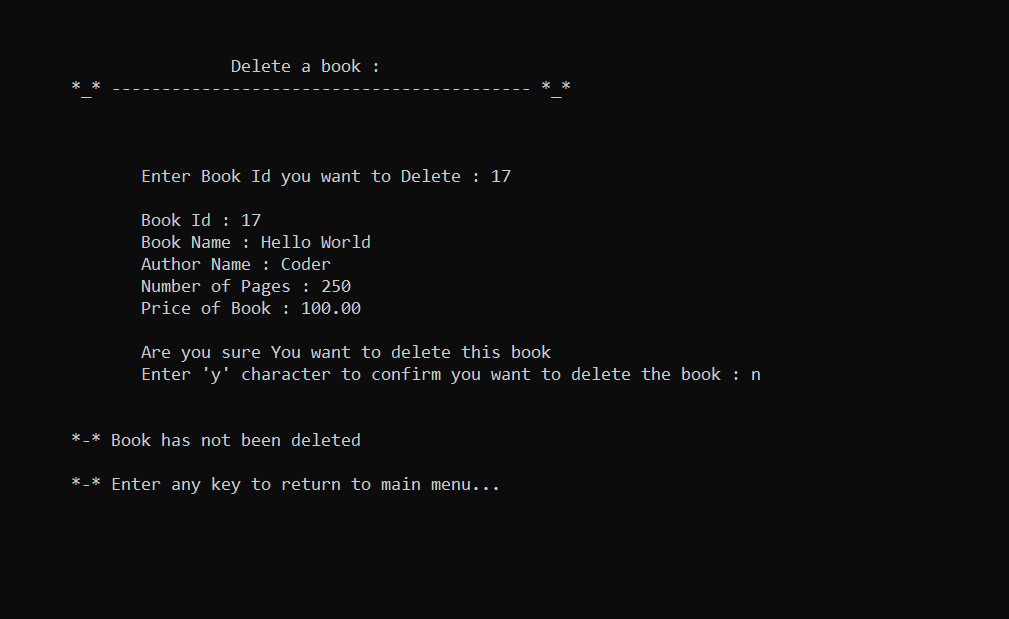 Delete a book :
*_* ------------------------------------------ *_*
Enter Book Id you want to Delete : 17
Book Id : 17
Book Name : Hello World
Author Name : Coder
Number of Pages : 250
Price of Book : 100.00
Are you sure You want to delete this book
Enter 'y' character to confirm you want to delete the book : n
*-* Book has not been deleted
*-* Enter any key to return to main menu...